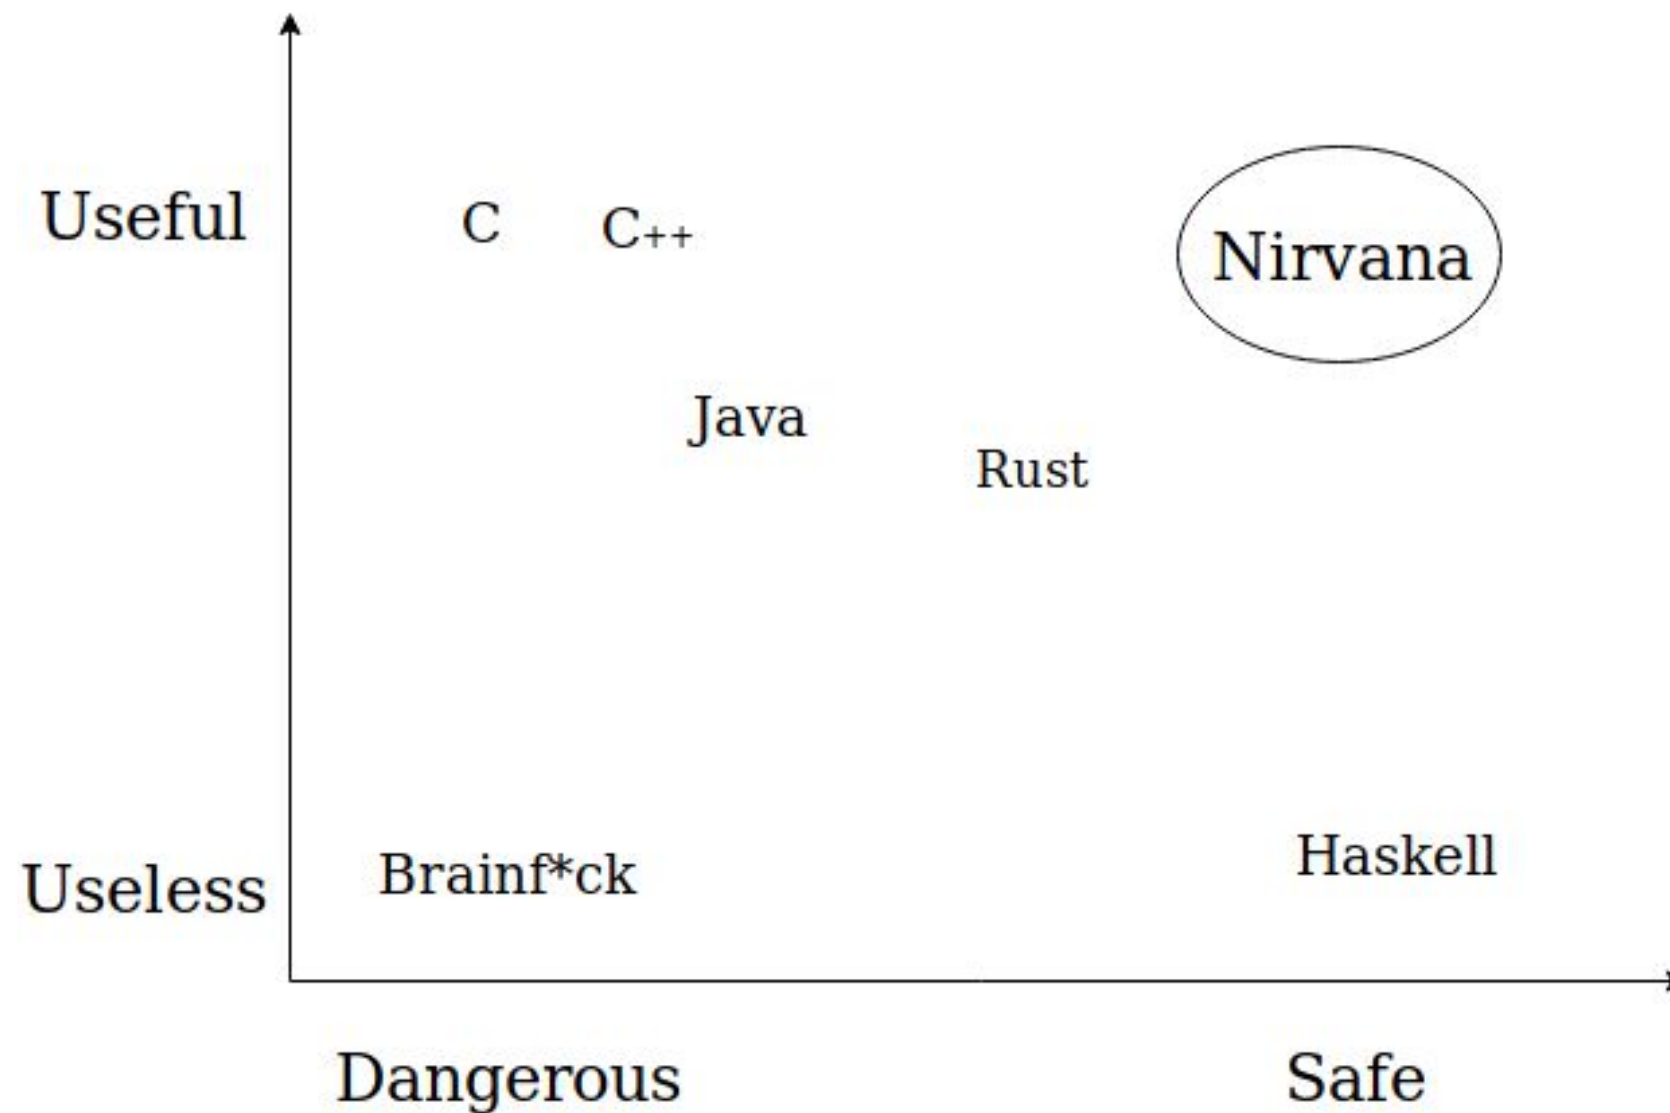 Useful
C
C++
Nirvana
Java
Rust
Useless
Brainf*ck
Haskell
Dangerous
Safe